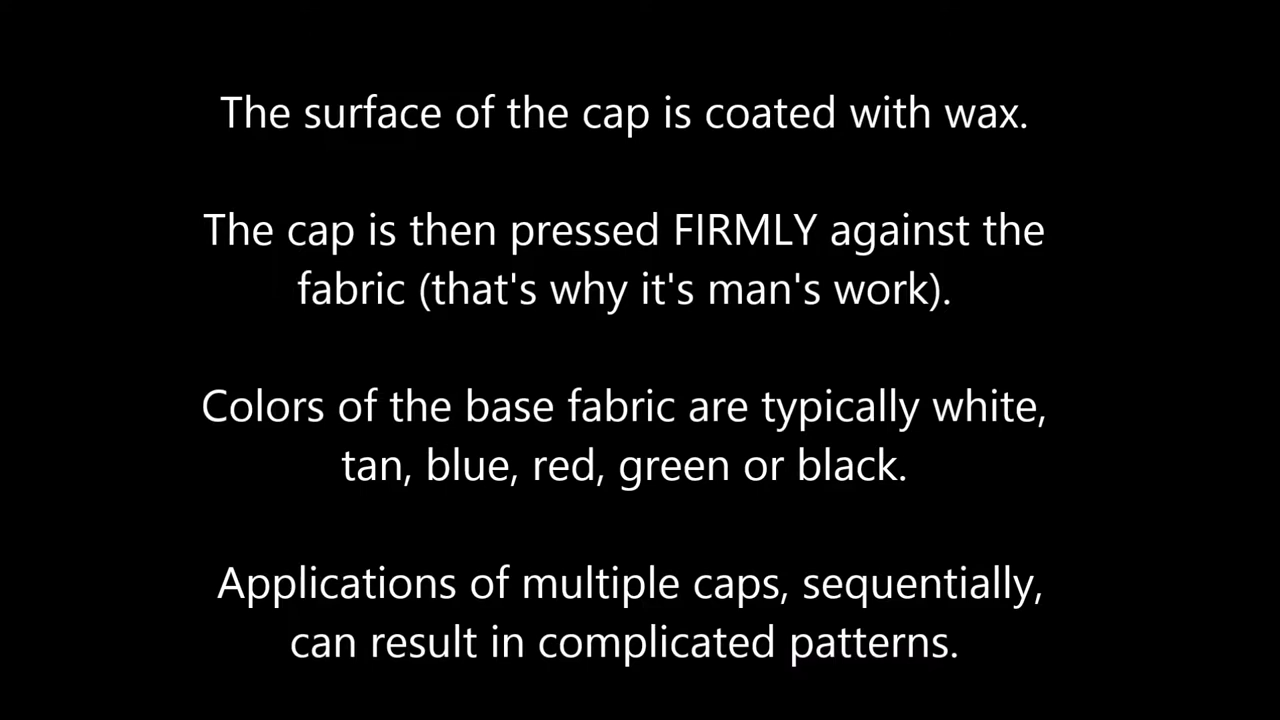 The surface of the cap is coated with wax.
The cap is then pressed FIRMLY against the
fabric (that's why it's man's work).
Colors of the base fabric are typically white,
tan, blue, red, green or black.
Applications of multiple caps, sequentially,
can result in complicated patterns.